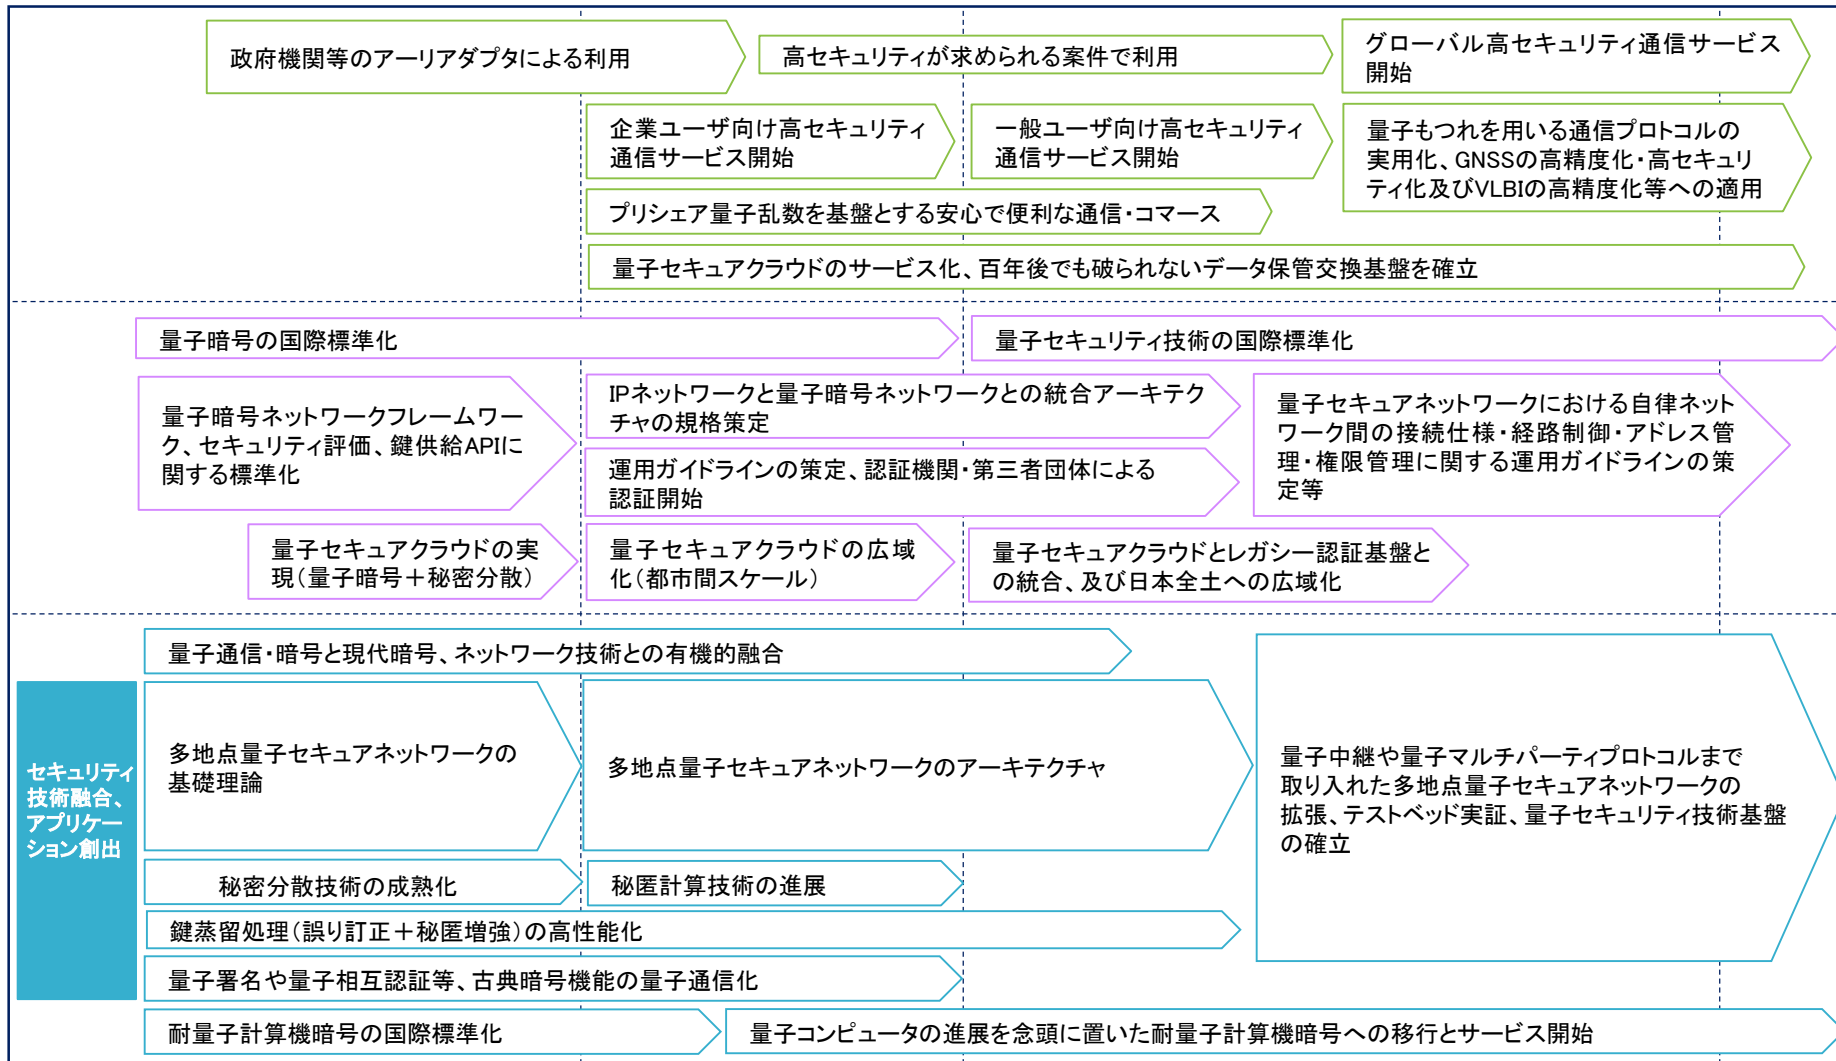 政府機関等のアーリアダプタによる利用
高セキュリティが求められる案件で利用
グローバル高セキュリティ通信サービス
開始
企業ユーザ向け高セキュリティ
通信サービス開始
一般ユーザ向け高セキュリティ
通信サービス開始
量子もつれを用いる通信プロトコルの
実用化、GNSSの高精度化・高セキュリ
ティ化及びVLBIの高精度化等への適用
プリシェア量子乱数を基盤とする安心で便利な通信・コマース
量子セキュアクラウドのサービス化、百年後でも破られないデータ保管交換基盤を確立
量子暗号の国際標準化
量子セキュリティ技術の国際標準化
量子暗号ネットワークフレームワー
ク、セキュリティ評価、鍵供給APIに
関する標準化
IPネットワークと量子暗号ネットワークとの統合アーキテク
チャの規格策定
運用ガイドラインの策定、認証機関・第三者団体による
認証開始
量子セキュアネットワークにおける自律ネット
ワーク間の接続仕様・経路制御・アドレス管
理・権限管理に関する運用ガイドラインの策
定等
量子セキュアクラウドの実
現（量子暗号＋秘密分散）
量子セキュアクラウドの広域
化（都市間スケール）
量子セキュアクラウドとレガシー認証基盤と
の統合、及び日本全土への広域化
セキュリティ
技術融合、
アプリケー
ション創出
量子通信・暗号と現代暗号、ネットワーク技術との有機的融合
多地点量子セキュアネットワークの
基礎理論
多地点量子セキュアネットワークのアーキテクチャ
量子中継や量子マルチパーティプロトコルまで
取り入れた多地点量子セキュアネットワークの
拡張、テストベッド実証、量子セキュリティ技術基盤
の確立
秘密分散技術の成熟化
秘匿計算技術の進展
鍵蒸留処理（誤り訂正＋秘匿増強）の高性能化
量子署名や量子相互認証等、古典暗号機能の量子通信化
耐量子計算機暗号の国際標準化
量子コンピュータの進展を念頭に置いた耐量子計算機暗号への移行とサービス開始